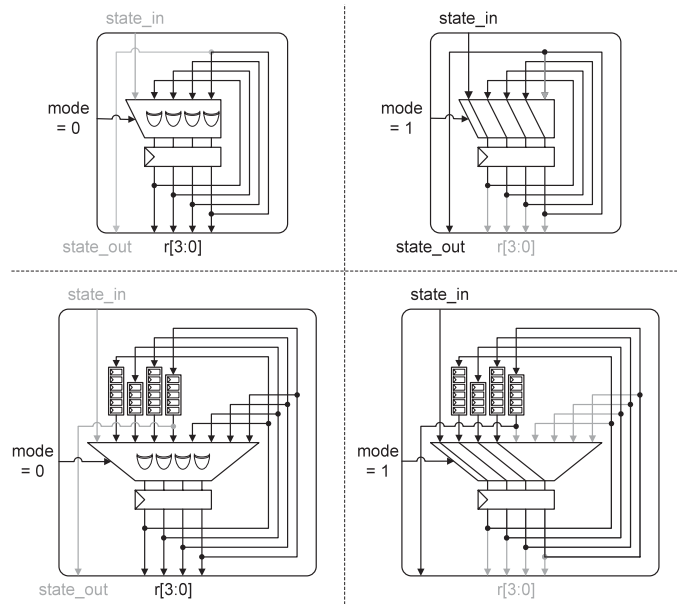 state_in
mode
= 0
state_out
r[3:0]
state_in
mode
= 1
state_out
r[3:0]
state_in
mode
= 0
state_out
r[3:0]
state_in
mode
= 1
r[3:0]